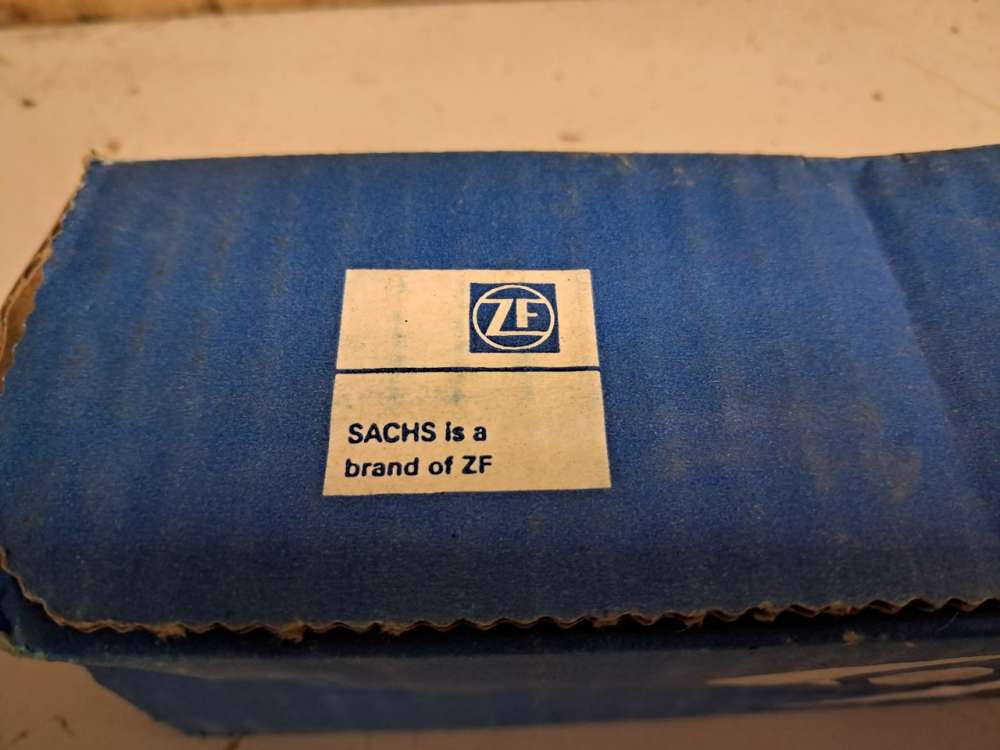 ZF
SACHS is a
brand of ZF